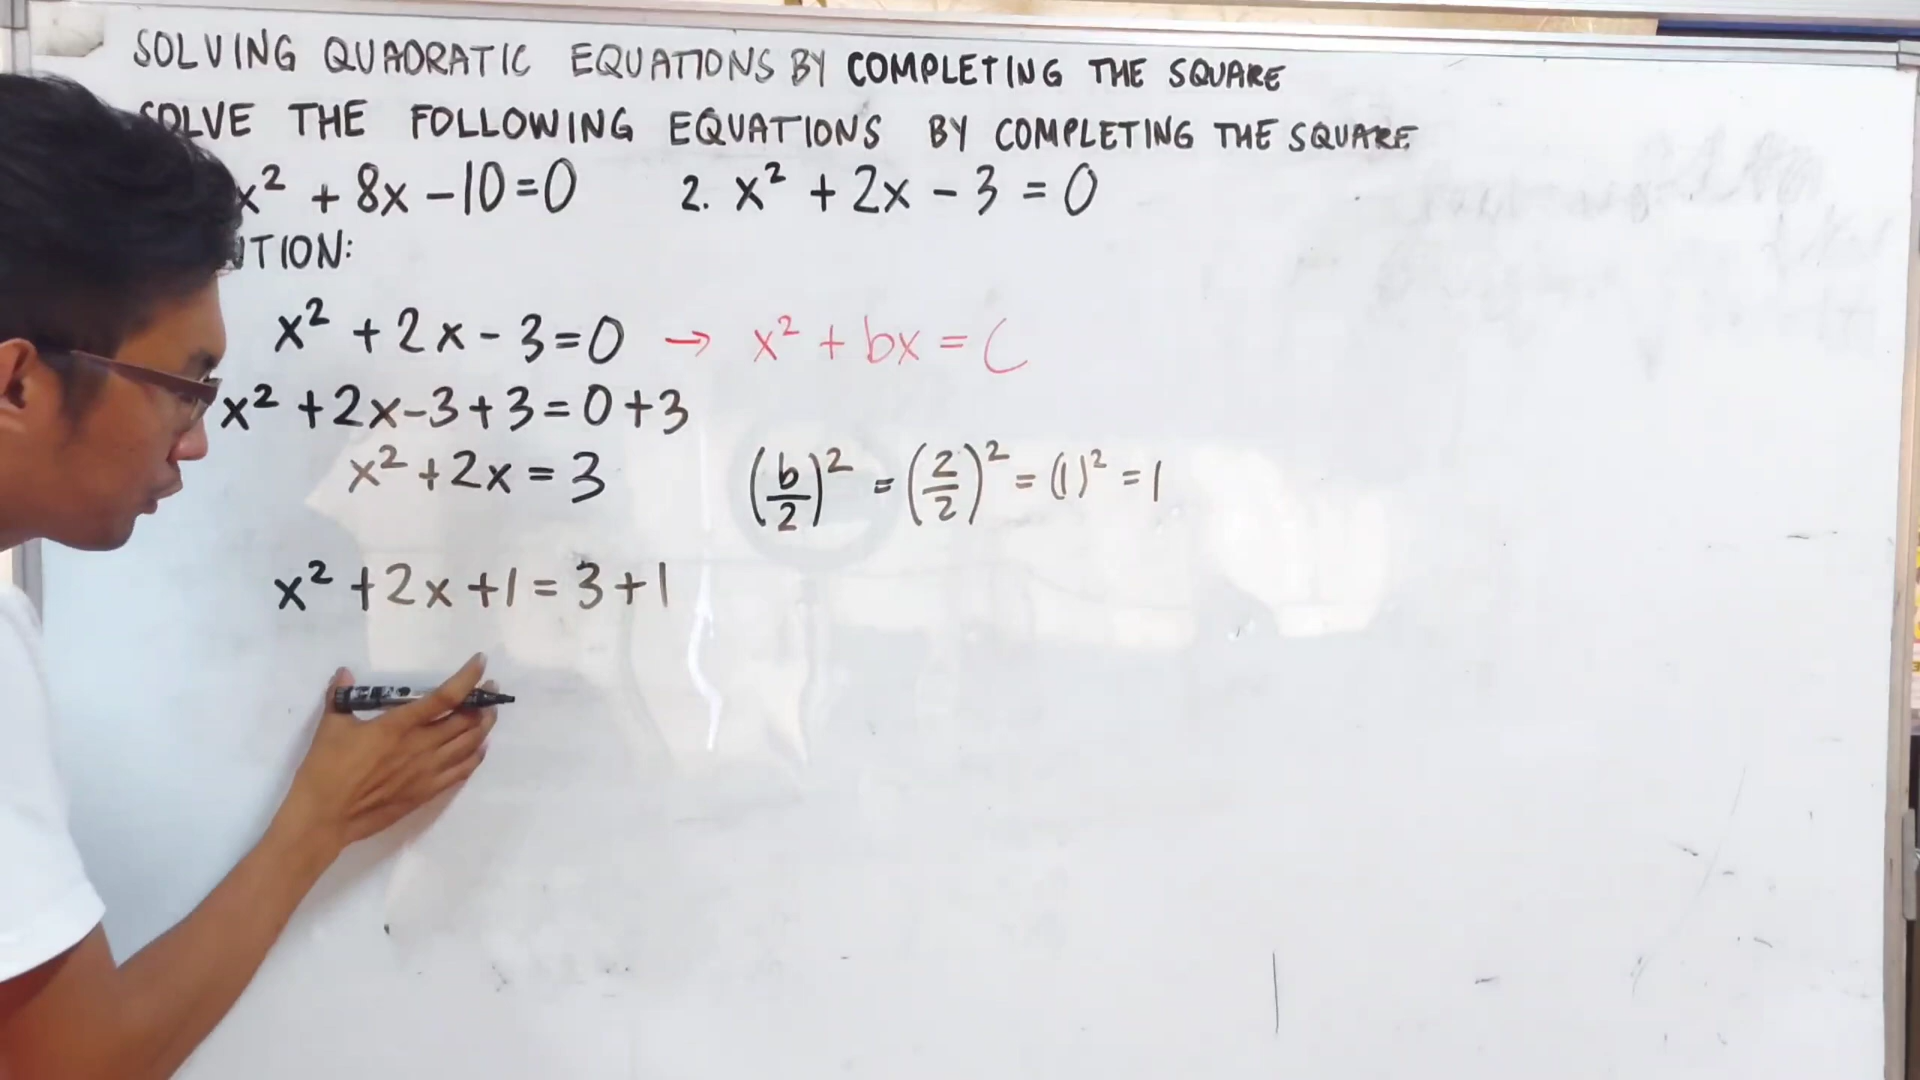 SOLVING QUADRATIC EQUATIONS BY COMPLETING THE SQUARE
SOLVE THE FOLLOWING EQUATIONS BY COMPLETING THE SQUARE
x² + 8x - 10 = 0 2. x² + 2x - 3 = 0
UTION:
x² + 2x - 3 = 0 → x² + bx = C
x² + 2x - 3 + 3 = 0 + 3
x² + 2x = 3 (b/2)² = (2/2)² = (1)² = 1
x² + 2x + 1 = 3 + 1